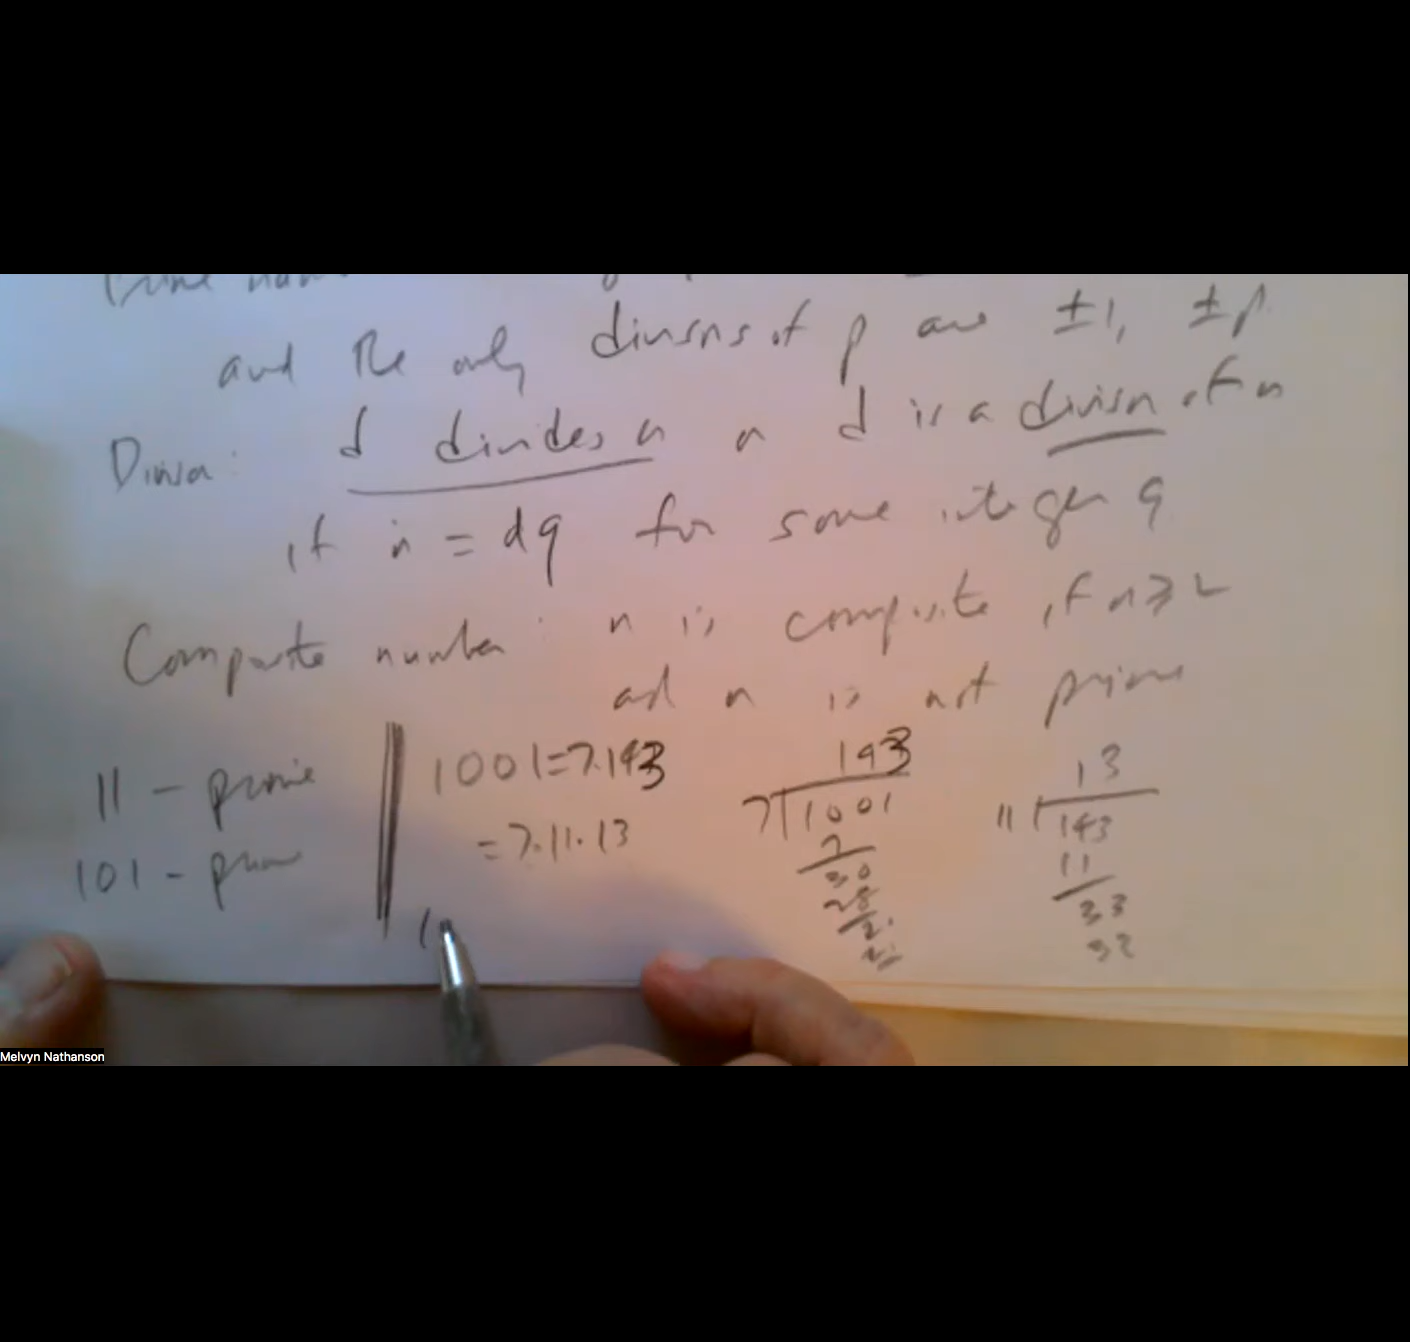 and the only divisors of p are ±1, ±p.
Divisor: d divides n or d is a divisor of n
if n = dq for some integer q
Composite number: n is composite if n ≥ 2
and n is not prime
11 - prime
101 - prime
1001 = 7.143
= 7.11.13
143
7 1001
7
30
28
21
21
13
11 143
11
33
Melvyn Nathanson